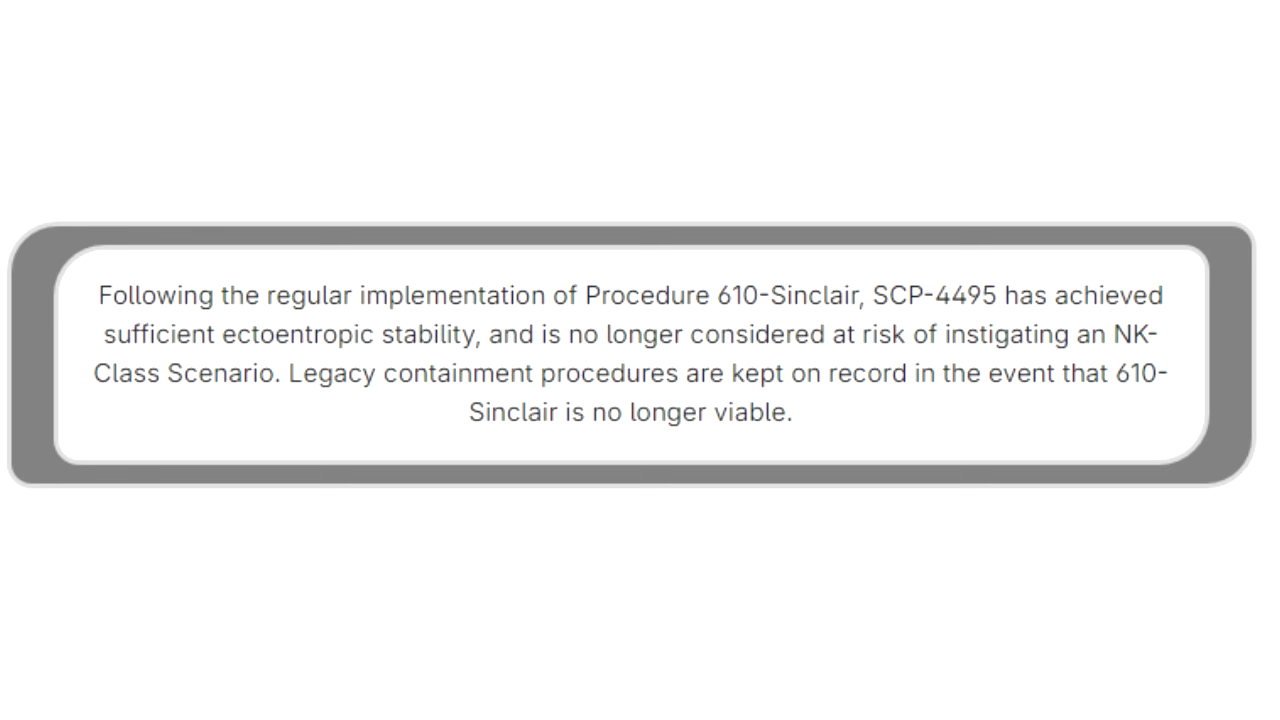 Following the regular implementation of Procedure 610-Sinclair, SCP-4495 has achieved
sufficient ectoentropic stability, and is no longer considered at risk of instigating an NK-
Class Scenario. Legacy containment procedures are kept on record in the event that 610-
Sinclair is no longer viable.